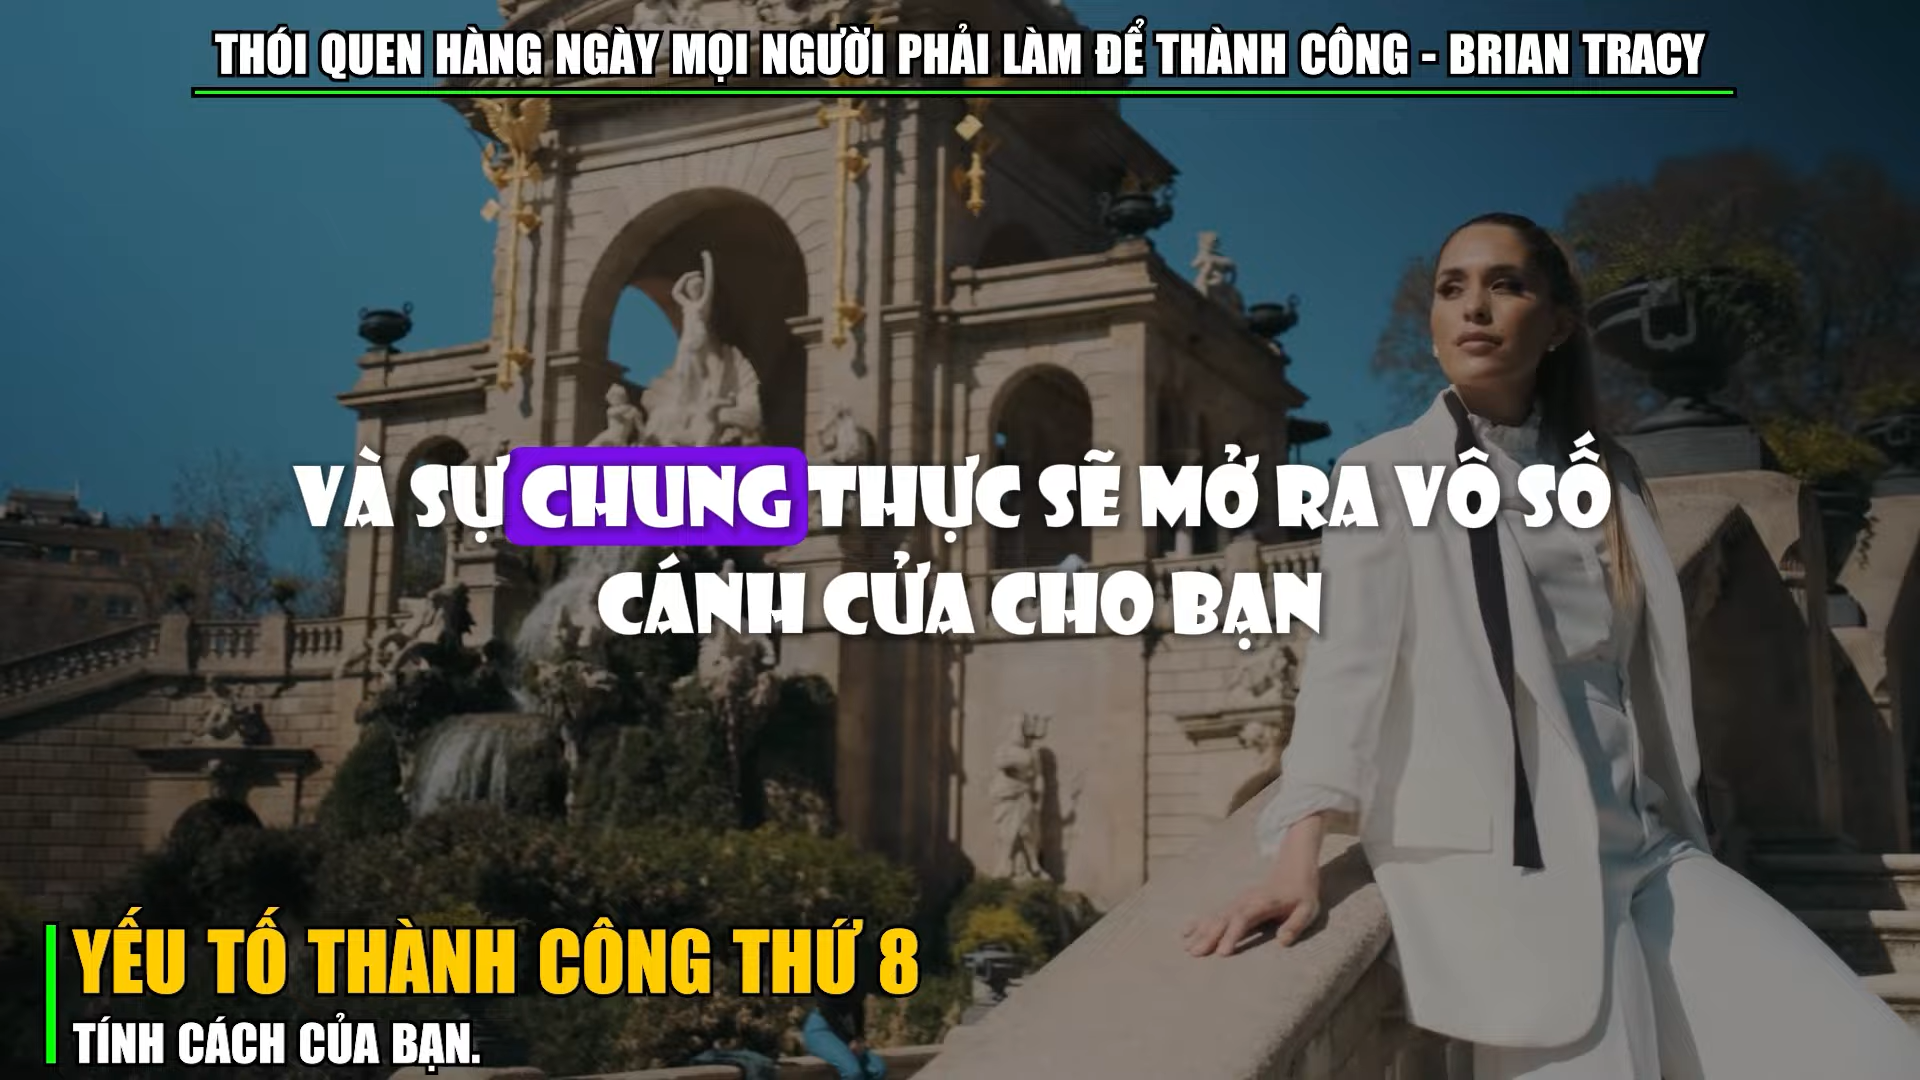 THÓI QUEN HÀNG NGÀY MỌI NGƯỜI PHẢI LÀM ĐỂ THÀNH CÔNG - BRIAN TRACY
VÀ SỰ CHUNG THỰC SẼ MỞ RA VÔ SỐ
CÁNH CỬA CHO BẠN
YẾU TỐ THÀNH CÔNG THỨ 8
TÍNH CÁCH CỦA BẠN.